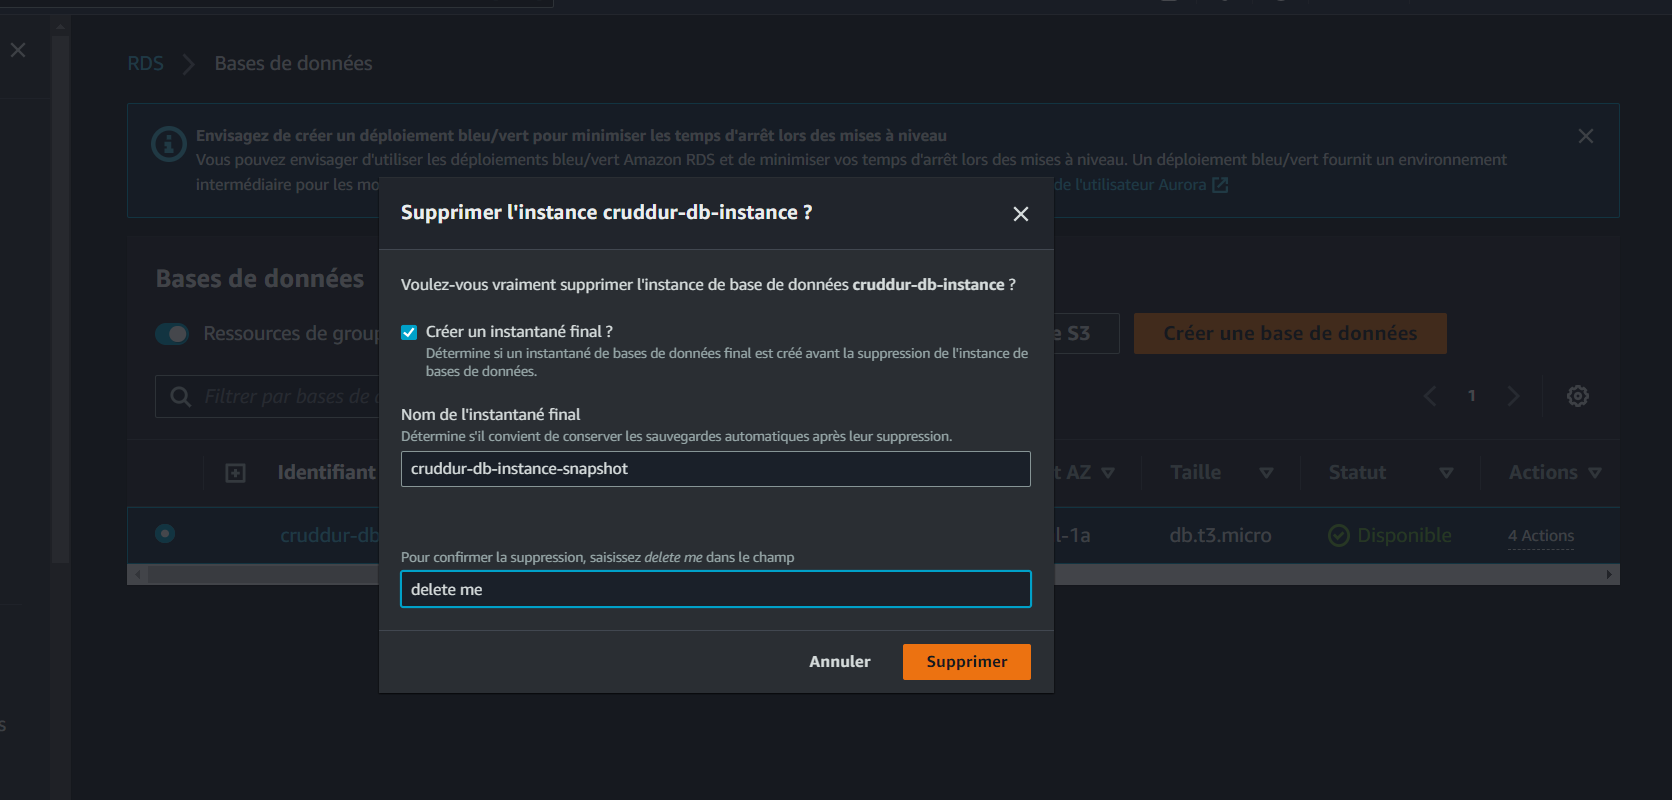 RDS
Bases de données
Envisagez de créer un déploiement bleu/vert pour minimiser les temps d'arrêt lors des mises à niveau
Vous pouvez envisager d'utiliser les déploiements bleu/vert Amazon RDS et de minimiser vos temps d'arrêt lors des mises à niveau. Un déploiement bleu/vert fournit un environnement
intermédiaire pour les mo
de l'utilisateur Aurora
Supprimer l'instance cruddur-db-instance ?
Voulez-vous vraiment supprimer l'instance de base de données cruddur-db-instance ?
Créer un instantané final ?
Détermine si un instantané de bases de données final est créé avant la suppression de l'instance de
bases de données.
Nom de l'instantané final
Détermine s'il convient de conserver les sauvegardes automatiques après leur suppression.
cruddur-db-instance-snapshot
Pour confirmer la suppression, saisissez delete me dans le champ
delete me
Annuler
Supprimer
Bases de données
Ressources de group
e S3
Créer une base de données
Filtrer par bases de
1
Identifiant
t AZ
Taille
Statut
Actions
cruddur-db
l-1a
db.t3.micro
Disponible
4 Actions
s